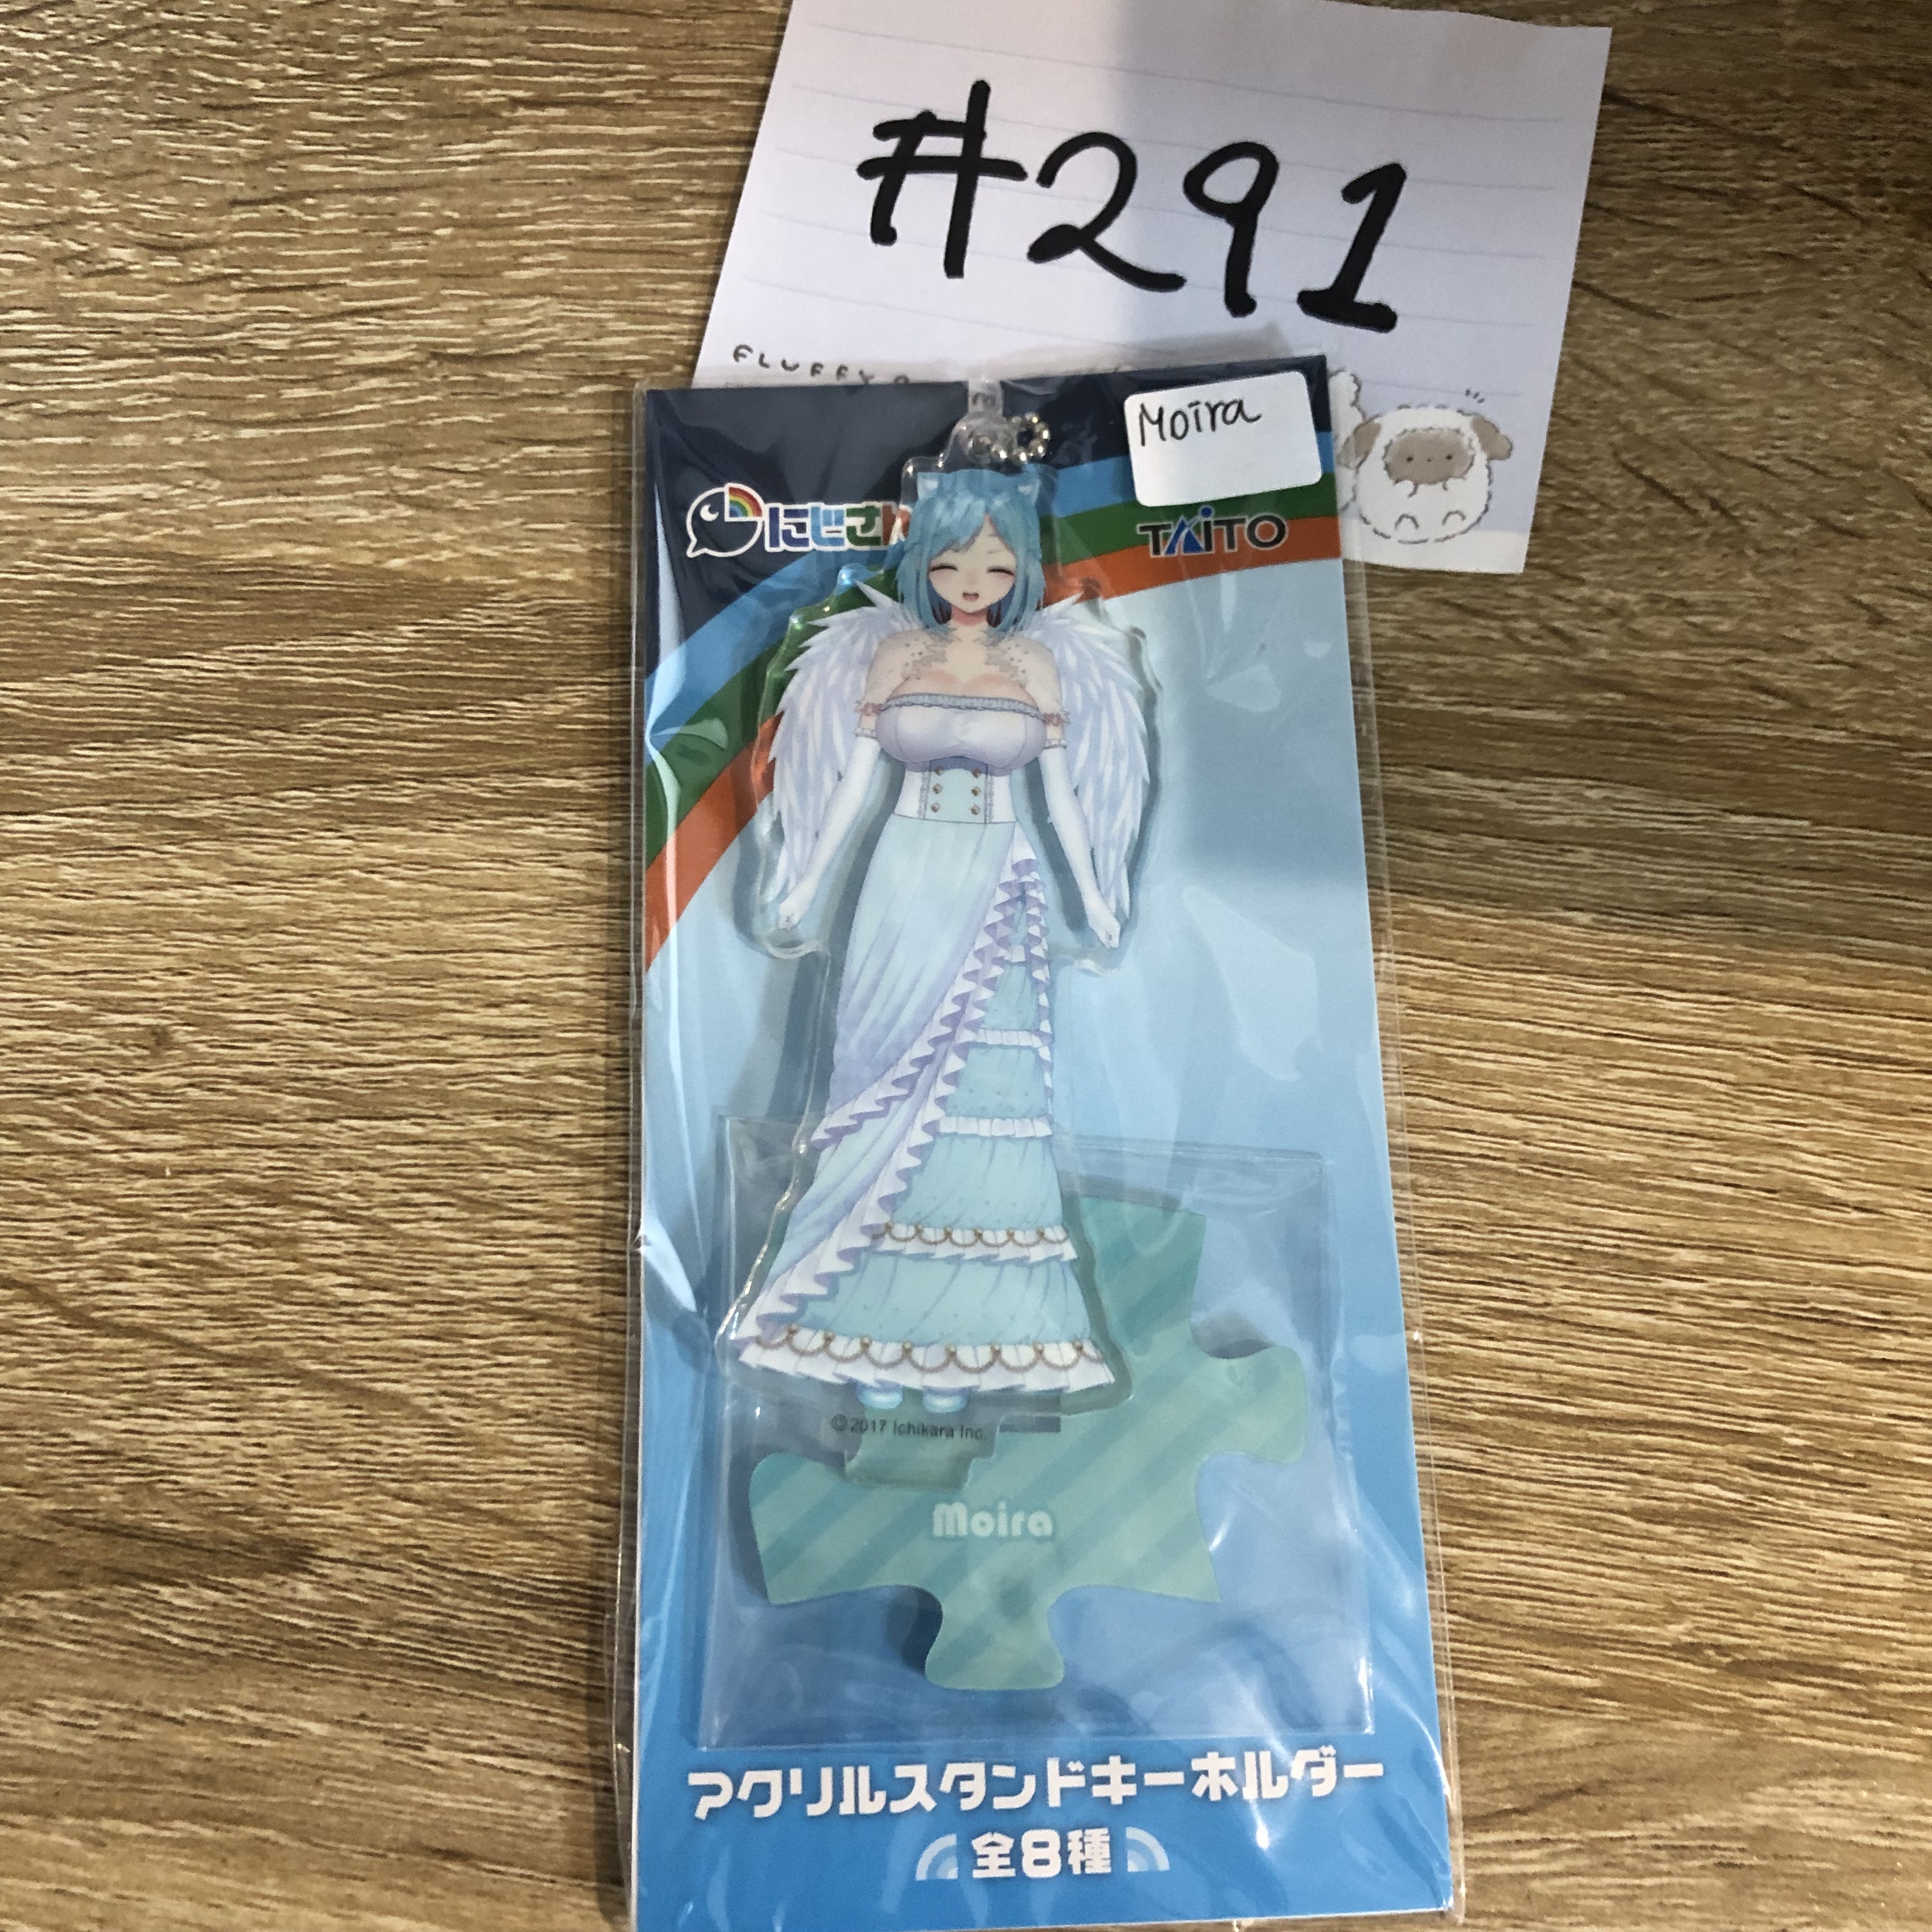 #291
FLUFFY
Moira
にじさん
TAITO
©2017 Ichikara Inc.
Moira
アクリルスタンドキーホルダー
全8種